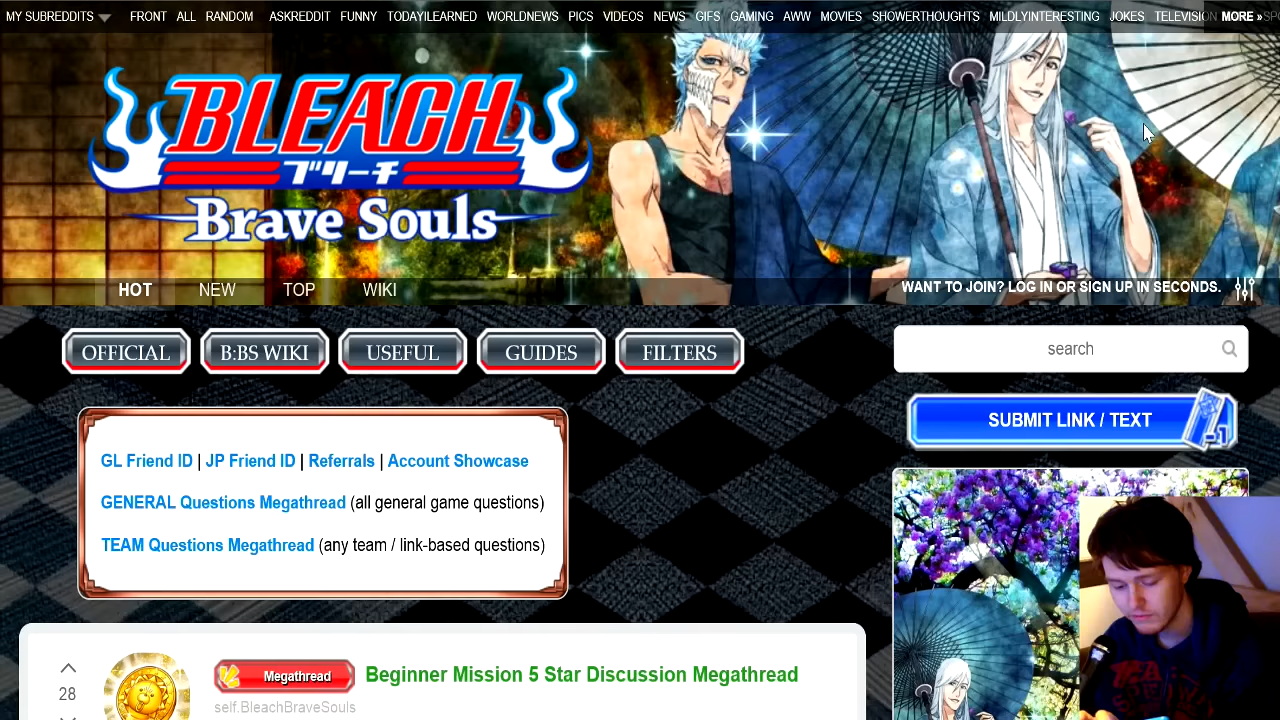 MY SUBREDDITS FRONT ALL RANDOM ASKREDDIT FUNNY TODAYILEARNED WORLDNEWS PICS VIDEOS NEWS GIFS GAMING AWW MOVIES SHOWERTHOUGHTS MILDLYINTERESTING JOKES MORE »
BLEACH
ブリーチ
Brave Souls
HOT NEW TOP WIKI
WANT TO JOIN? LOG IN OR SIGN UP IN SECONDS.
OFFICIAL B:BS WIKI USEFUL GUIDES FILTERS
search
SUBMIT LINK / TEXT
-1
GL Friend ID | JP Friend ID | Referrals | Account Showcase
GENERAL Questions Megathread (all general game questions)
TEAM Questions Megathread (any team / link-based questions)
28
Megathread Beginner Mission 5 Star Discussion Megathread
self.BleachBraveSouls